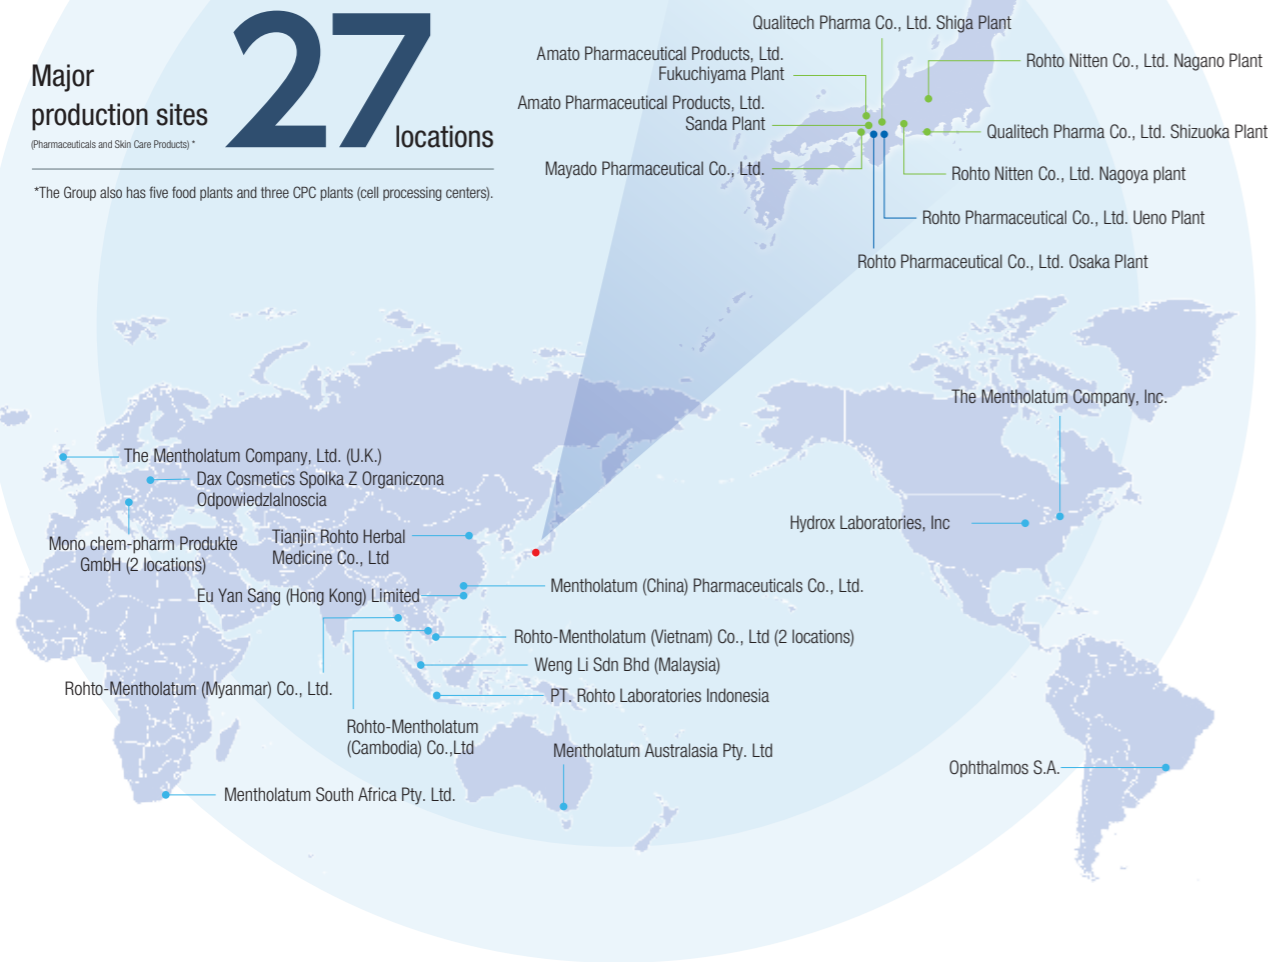 Major
production sites
(Pharmaceuticals and Skin Care Products) *
27
locations
*The Group also has five food plants and three CPC plants (cell processing centers).
Qualitech Pharma Co., Ltd. Shiga Plant
Amato Pharmaceutical Products, Ltd.
Fukuchiyama Plant
Rohto Nitten Co., Ltd. Nagano Plant
Amato Pharmaceutical Products, Ltd.
Sanda Plant
Qualitech Pharma Co., Ltd. Shizuoka Plant
Mayado Pharmaceutical Co., Ltd.
Rohto Nitten Co., Ltd. Nagoya plant
Rohto Pharmaceutical Co., Ltd. Ueno Plant
Rohto Pharmaceutical Co., Ltd. Osaka Plant
The Mentholatum Company, Inc.
The Mentholatum Company, Ltd. (U.K.)
Dax Cosmetics Spolka Z Organiczona
Odpowiedzlalnoscia
Hydrox Laboratories, Inc
Mono chem-pharm Produkte
GmbH (2 locations)
Tianjin Rohto Herbal
Medicine Co., Ltd
Mentholatum (China) Pharmaceuticals Co., Ltd.
Eu Yan Sang (Hong Kong) Limited
Rohto-Mentholatum (Vietnam) Co., Ltd (2 locations)
Weng Li Sdn Bhd (Malaysia)
Rohto-Mentholatum (Myanmar) Co., Ltd.
PT. Rohto Laboratories Indonesia
Rohto-Mentholatum
(Cambodia) Co.,Ltd
Mentholatum Australasia Pty. Ltd
Ophthalmos S.A.
Mentholatum South Africa Pty. Ltd.